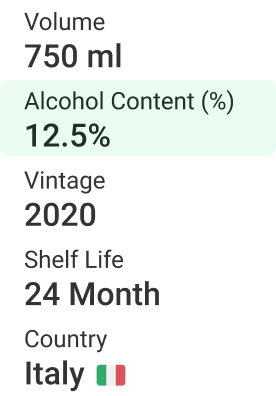 Volume
750 ml
Alcohol Content (%)
12.5%
Vintage
2020
Shelf Life
24 Month
Country
Italy